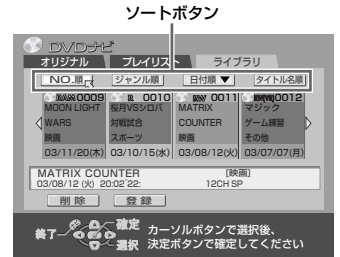 ソートボタン
DVDナビ
オリジナル プレイリスト ライブラリ
NO.順 ジャンル順 日付順▼ タイトル名順
RAM 0009 R 0010 RW 0011 0012
MOON LIGHT 桜月VSシロバ MATRIX マジック
WARS 対戦試合 COUNTER ゲーム練習
映画 スポーツ 映画 その他
03/11/20(木) 03/10/15(水) 03/08/12(火) 03/07/07(月)
MATRIX COUNTER [映画]
03/08/12 (火) 20:02~22: 12CH SP
削 除 登 録
終了 確定 カーソルボタンで選択後、
選択 決定ボタンで確定してください